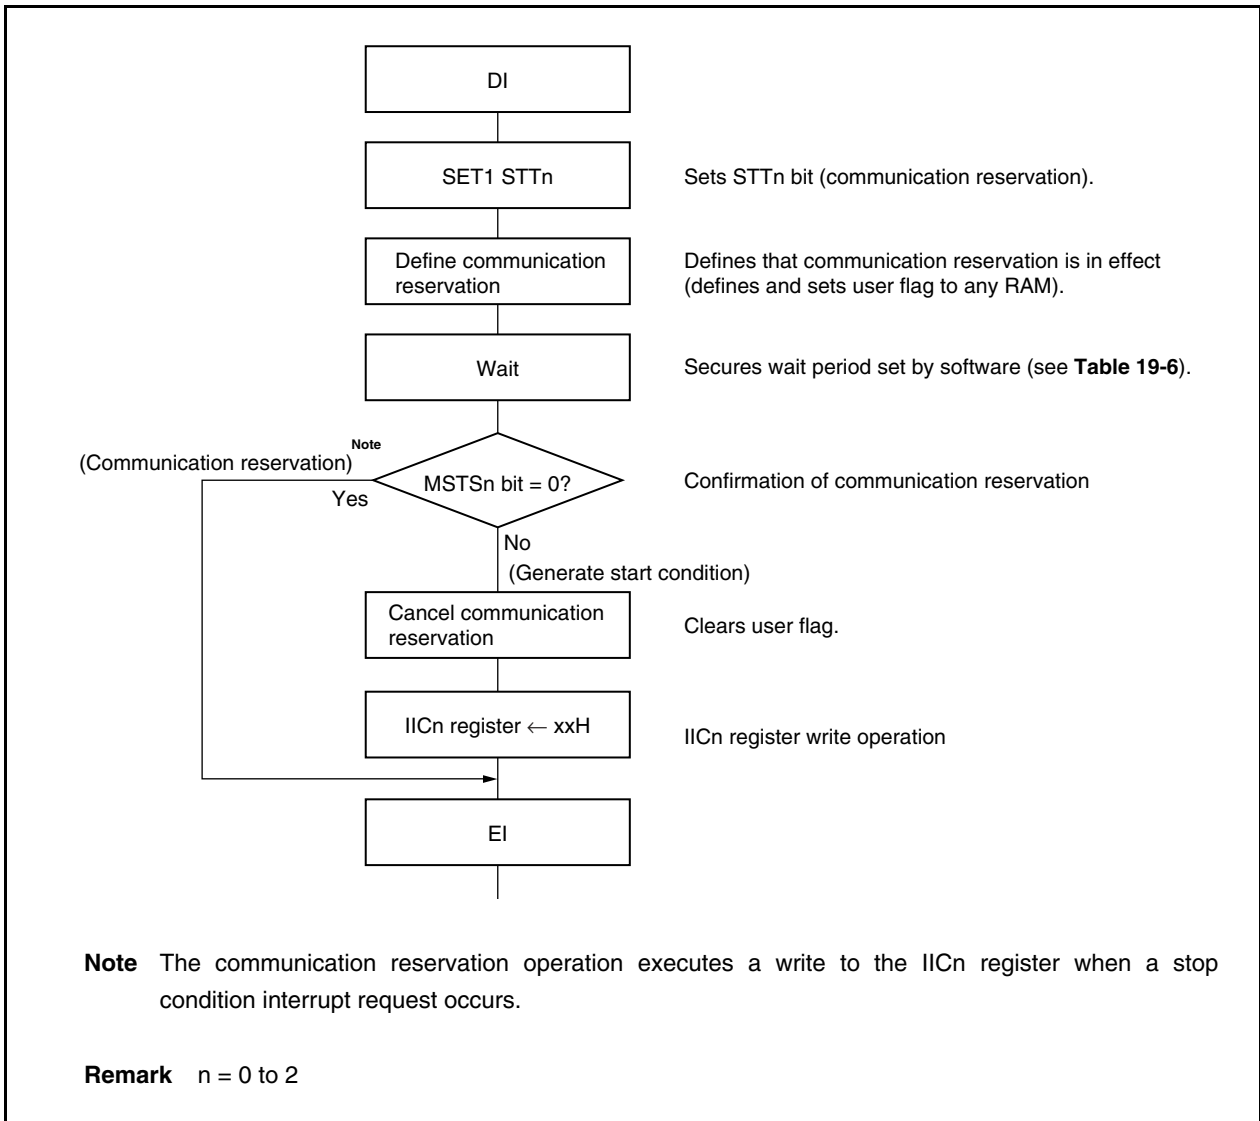 DI
SET1 STTn
Sets STTn bit (communication reservation).
Define communication
reservation
Defines that communication reservation is in effect
(defines and sets user flag to any RAM).
Wait
Secures wait period set by software (see Table 19-6).
(Communication reservation)Note
Yes
MSTSn bit = 0?
Confirmation of communication reservation
No
(Generate start condition)
Cancel communication
reservation
Clears user flag.
IICn register ← xxH
IICn register write operation
EI
Note The communication reservation operation executes a write to the IICn register when a stop
condition interrupt request occurs.
Remark n = 0 to 2